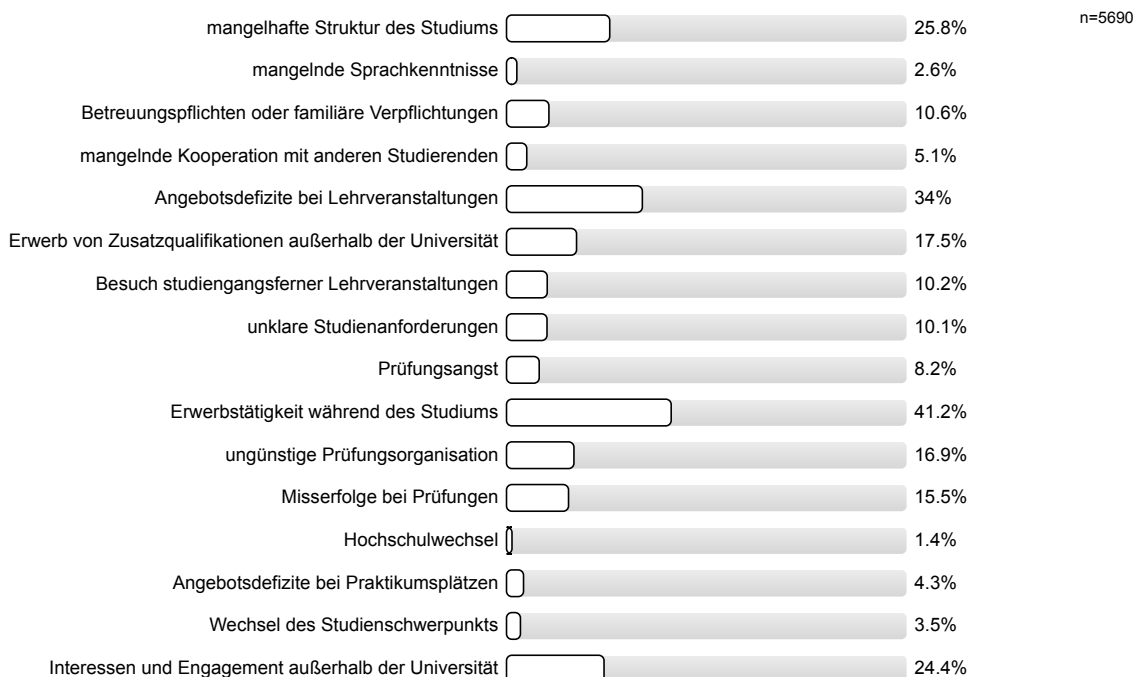 n=5690
mangelhafte Struktur des Studiums 25.8%
mangelnde Sprachkenntnisse 2.6%
Betreuungspflichten oder familiäre Verpflichtungen 10.6%
mangelnde Kooperation mit anderen Studierenden 5.1%
Angebotsdefizite bei Lehrveranstaltungen 34%
Erwerb von Zusatzqualifikationen außerhalb der Universität 17.5%
Besuch studiengangsferner Lehrveranstaltungen 10.2%
unklare Studienanforderungen 10.1%
Prüfungsangst 8.2%
Erwerbstätigkeit während des Studiums 41.2%
ungünstige Prüfungsorganisation 16.9%
Misserfolge bei Prüfungen 15.5%
Hochschulwechsel 1.4%
Angebotsdefizite bei Praktikumsplätzen 4.3%
Wechsel des Studienschwerpunkts 3.5%
Interessen und Engagement außerhalb der Universität 24.4%